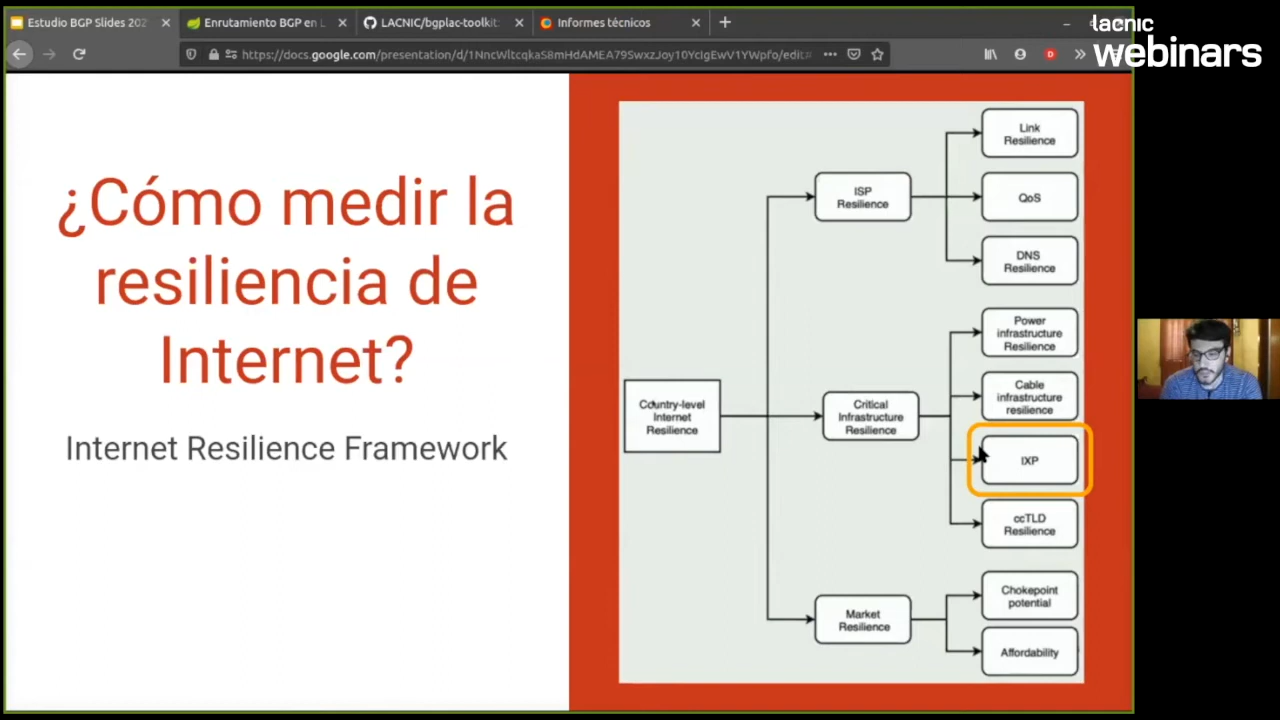 Estudio BGP Slides 202
Enrutamiento BGP en L
LACNIC/bgplac-toolkit:
Informes técnicos
lacnic
webinars
¿Cómo medir la
resiliencia de
Internet?
Internet Resilience Framework
Country-level
Internet
Resilience
ISP
Resilience
Link
Resilience
QoS
DNS
Resilience
Critical
Infrastructure
Resilience
Power
infrastructure
Resilience
Cable
infrastructure
resilience
IXP
ccTLD
Resilience
Market
Resilience
Chokepoint
potential
Affordability